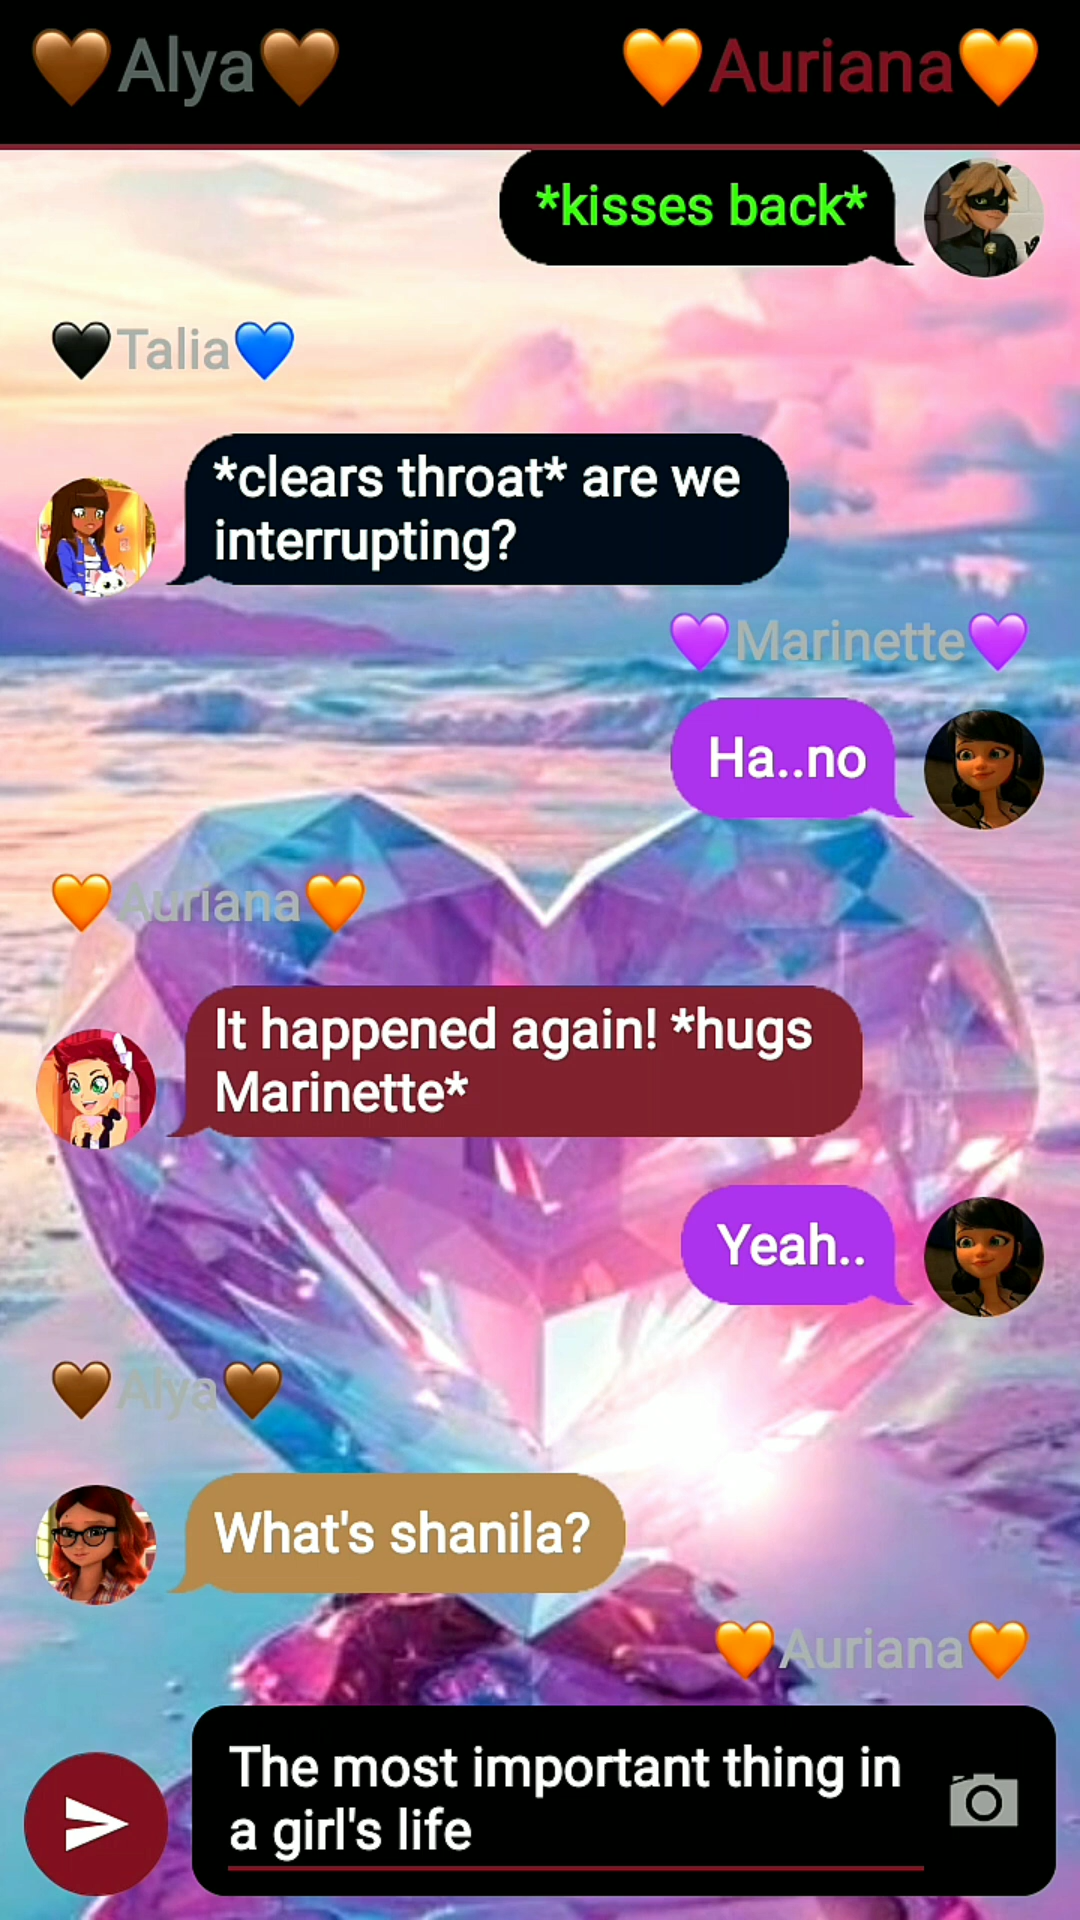 🤎Alya🤎 🧡Auriana🧡
*kisses back*
🖤Talia💙
*clears throat* are we
interrupting?
💜Marinette💜
Ha..no
🧡Auriana🧡
It happened again! *hugs
Marinette*
Yeah..
🤎Alya🤎
What's shanila?
🧡Auriana🧡
The most important thing in
a girl's life